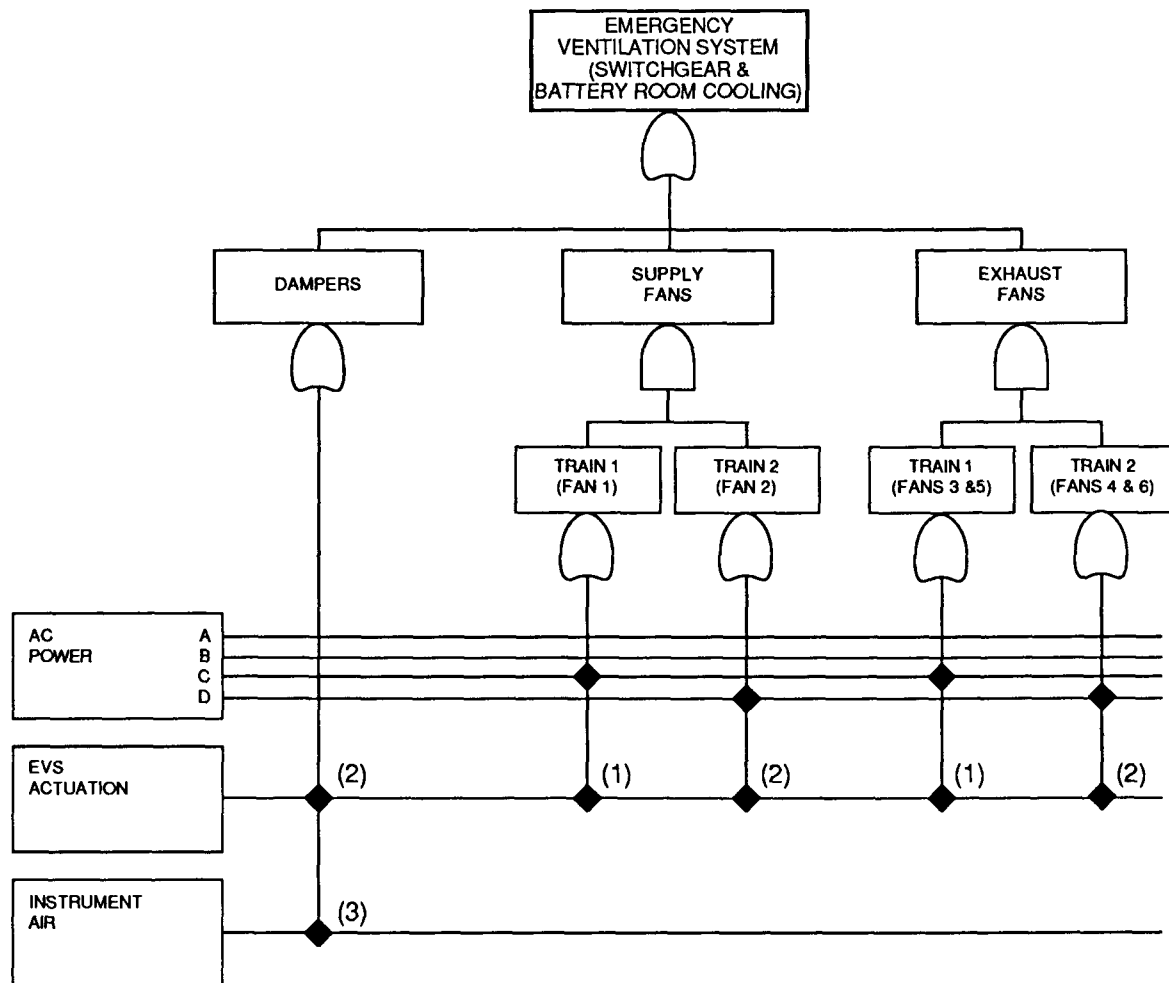 EMERGENCY
VENTILATION SYSTEM
(SWITCHGEAR &
BATTERY ROOM COOLING)
DAMPERS
SUPPLY
FANS
EXHAUST
FANS
TRAIN 1
(FAN 1)
TRAIN 2
(FAN 2)
TRAIN 1
(FANS 3 &5)
TRAIN 2
(FANS 4 & 6)
AC
POWER
A
B
C
D
EVS
ACTUATION
(2)
(1)
(2)
(1)
(2)
INSTRUMENT
AIR
(3)